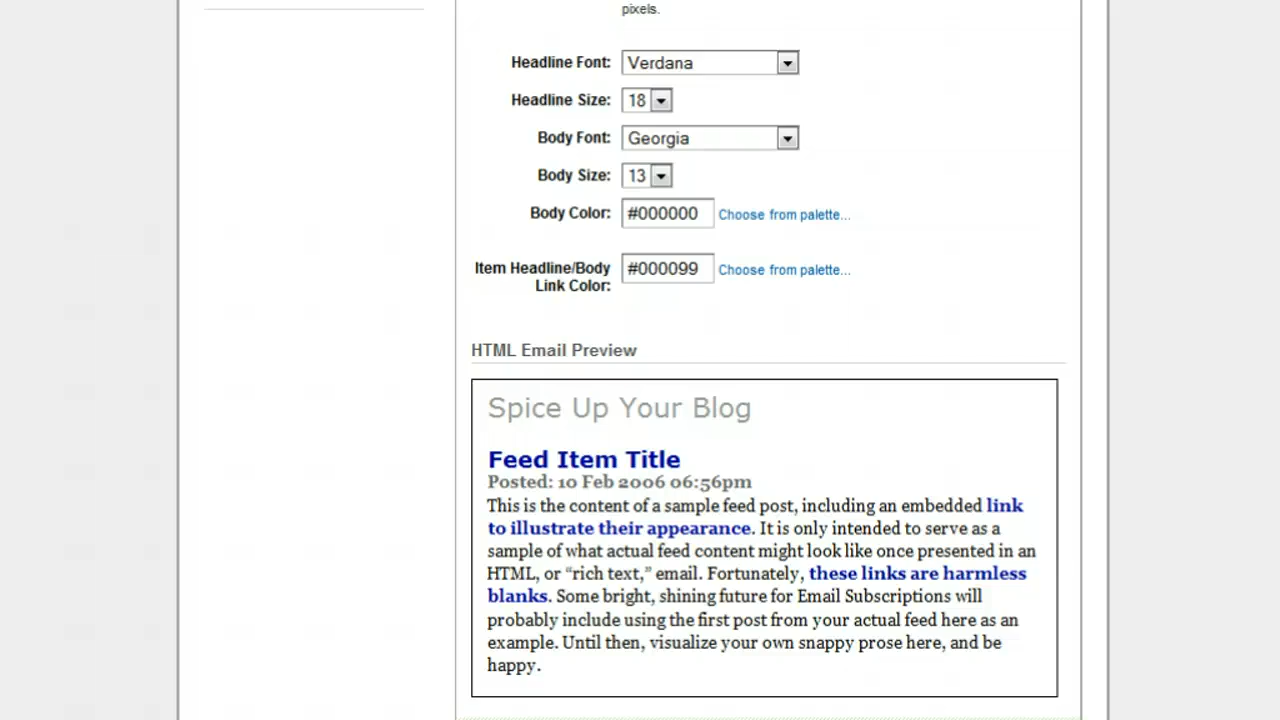 pixels.
Headline Font: Verdana
Headline Size: 18
Body Font: Georgia
Body Size: 13
Body Color: #000000 Choose from palette...
Item Headline/Body
Link Color: #000099 Choose from palette...
HTML Email Preview
Spice Up Your Blog
Feed Item Title
Posted: 10 Feb 2006 06:56pm
This is the content of a sample feed post, including an embedded link
to illustrate their appearance. It is only intended to serve as a
sample of what actual feed content might look like once presented in an
HTML, or “rich text,” email. Fortunately, these links are harmless
blanks. Some bright, shining future for Email Subscriptions will
probably include using the first post from your actual feed here as an
example. Until then, visualize your own snappy prose here, and be
happy.